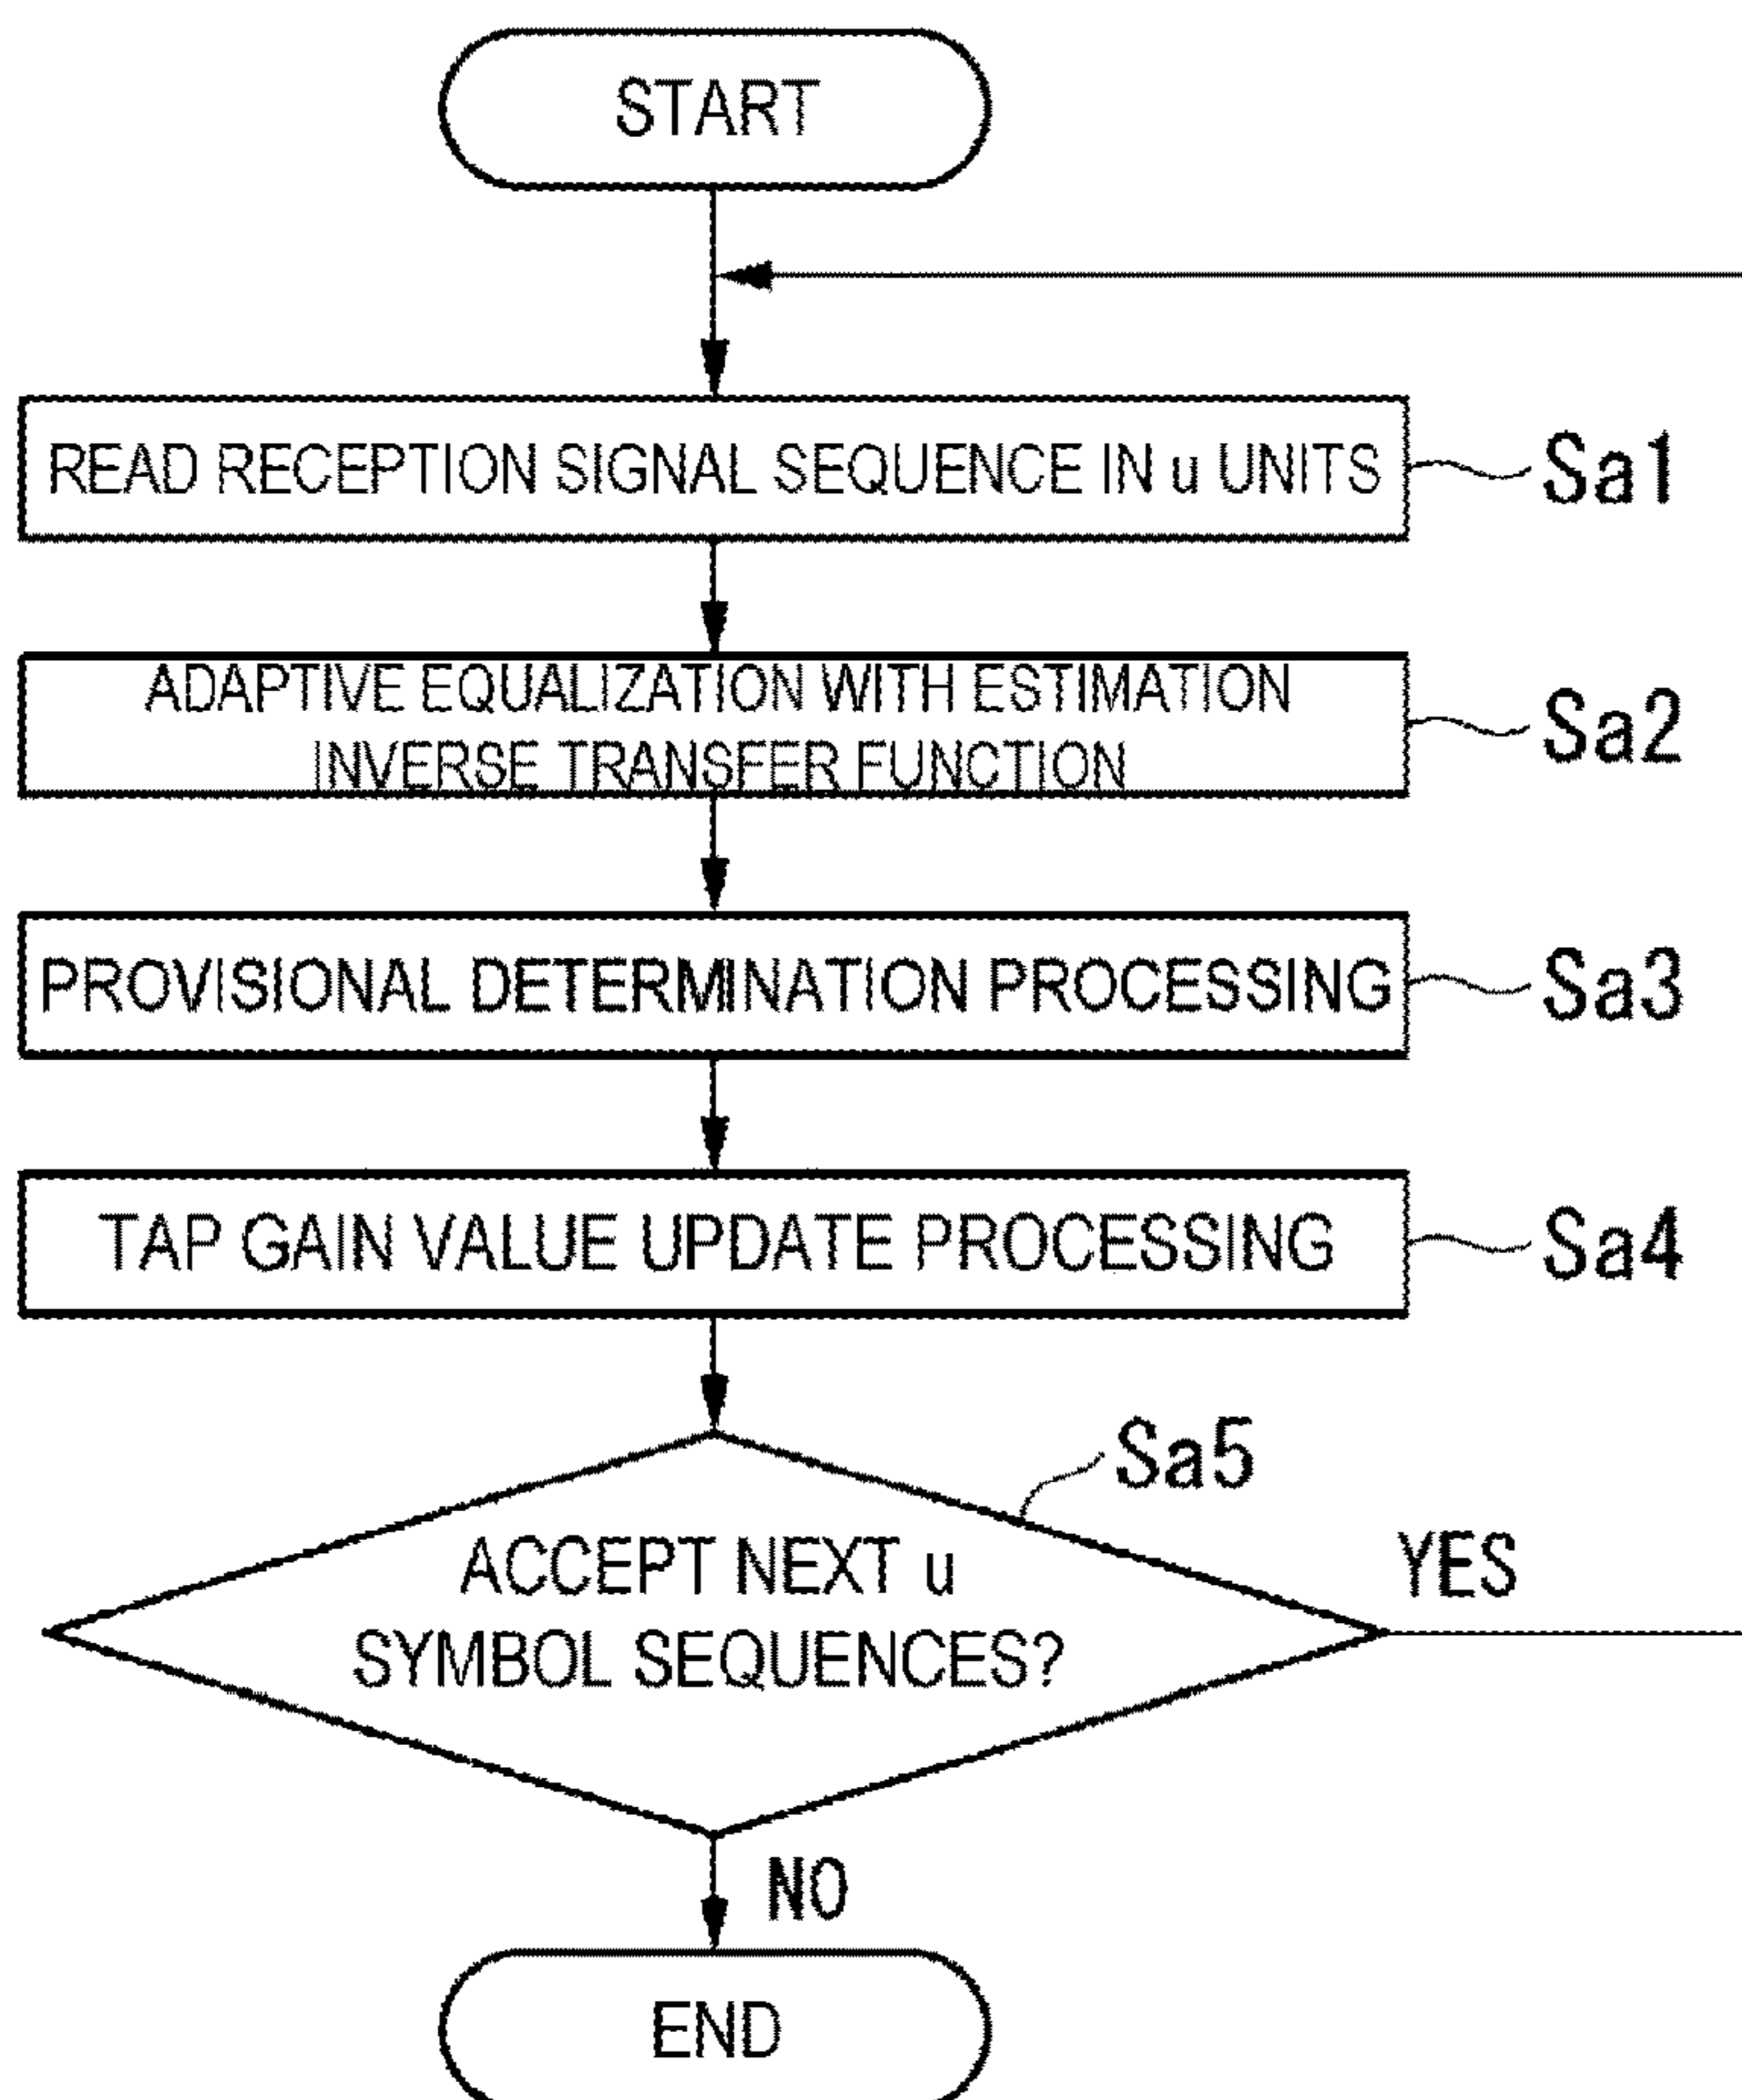 START
READ RECEPTION SIGNAL SEQUENCE IN u UNITS
Sa1
ADAPTIVE EQUALIZATION WITH ESTIMATION
INVERSE TRANSFER FUNCTION
Sa2
PROVISIONAL DETERMINATION PROCESSING
Sa3
TAP GAIN VALUE UPDATE PROCESSING
Sa4
Sa5
ACCEPT NEXT u
SYMBOL SEQUENCES?
YES
NO
END